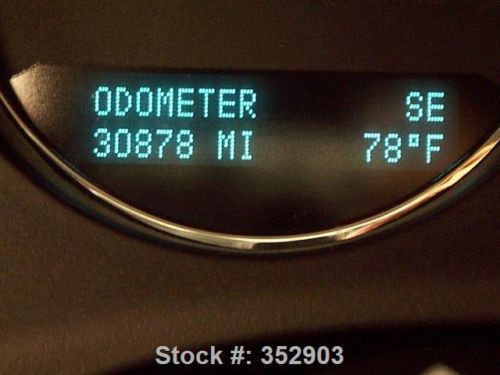 ODOMETER SE
30878 MI 78°F
Stock #: 352903